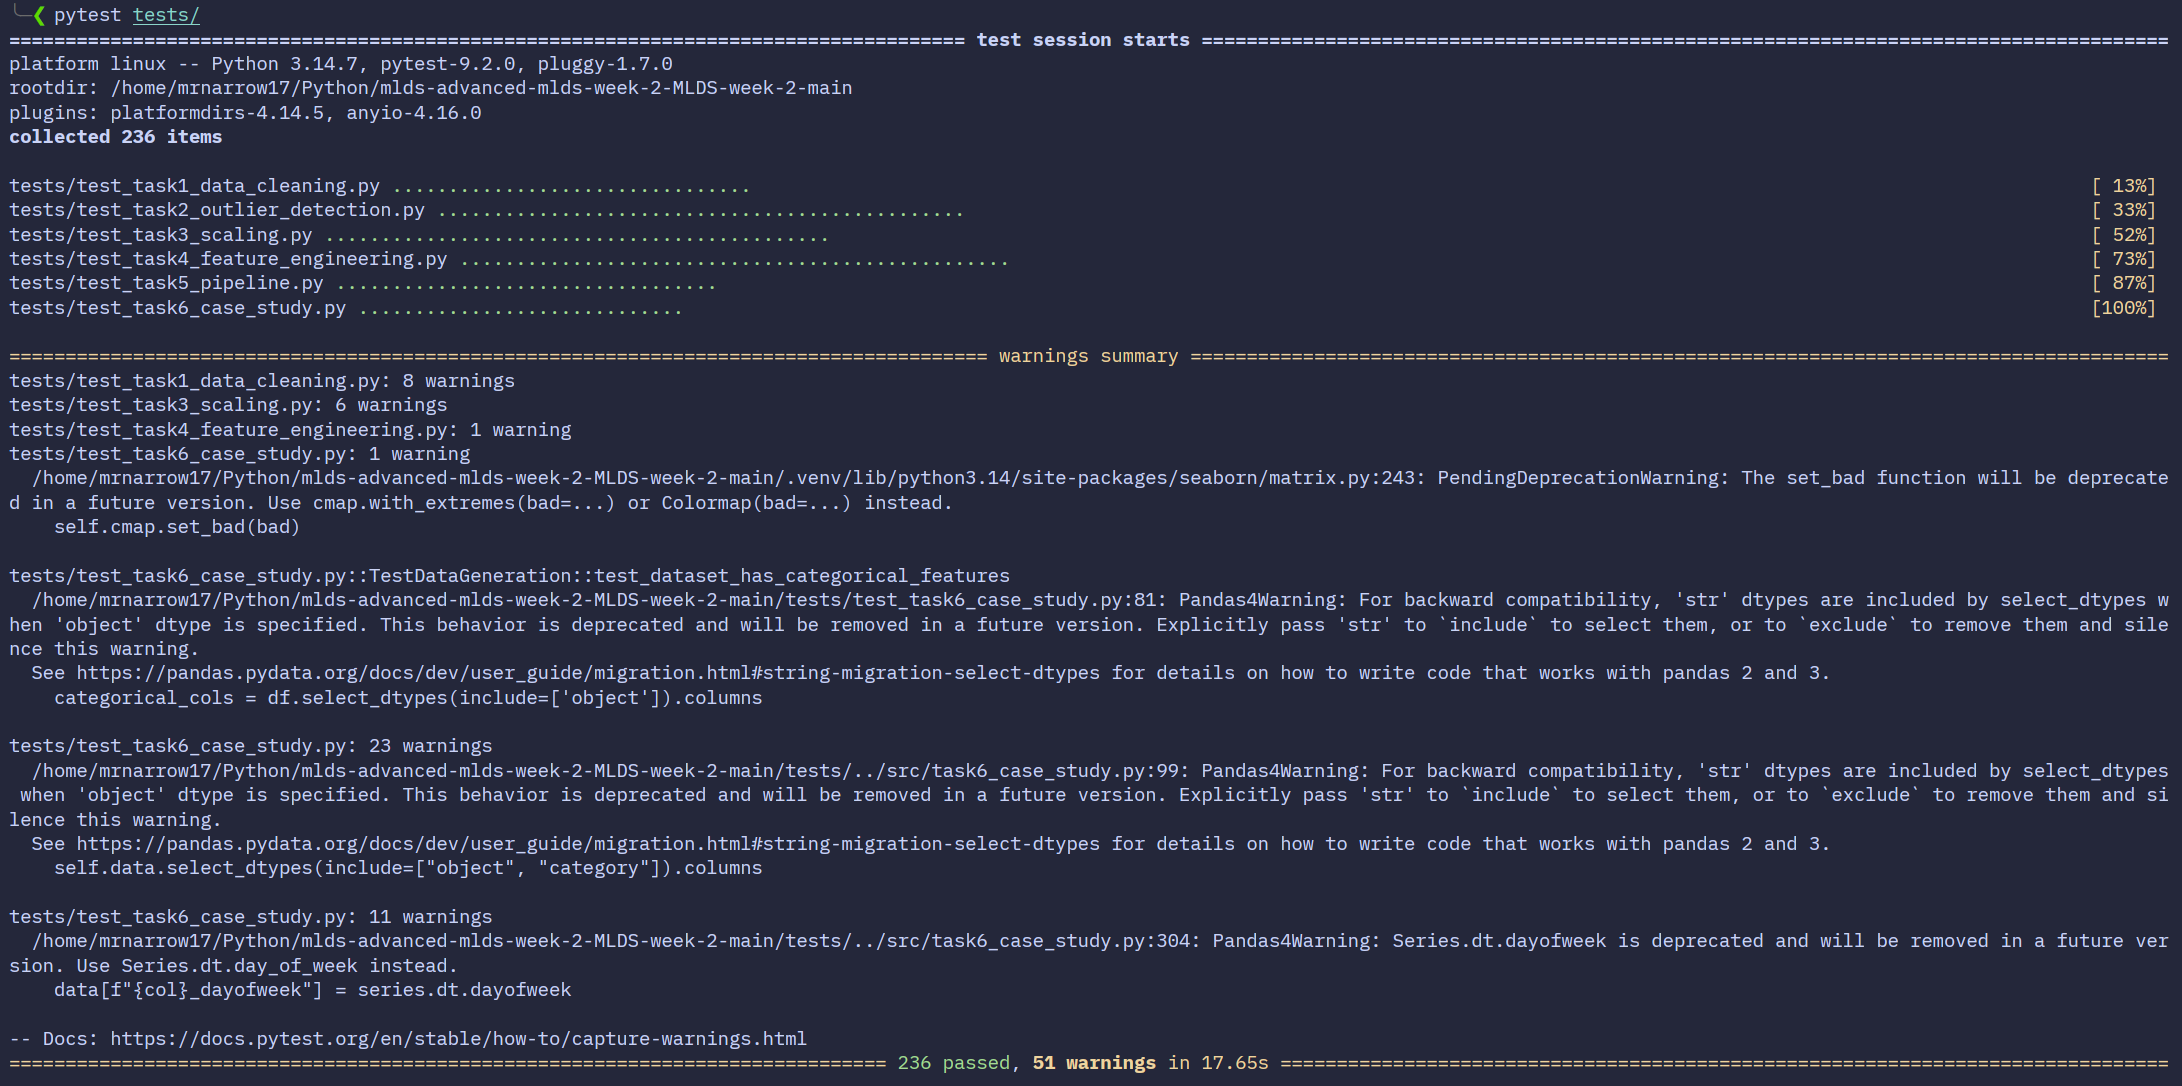 ❮ pytest tests/
===================================================================================== test session starts ======================================================================================
platform linux -- Python 3.14.7, pytest-9.2.0, pluggy-1.7.0
rootdir: /home/mrnarrow17/Python/mlds-advanced-mlds-week-2-MLDS-week-2-main
plugins: platformdirs-4.14.5, anyio-4.16.0
collected 236 items

tests/test_task1_data_cleaning.py ................................ [ 13%]
tests/test_task2_outlier_detection.py ............................................... [ 33%]
tests/test_task3_scaling.py ............................................. [ 52%]
tests/test_task4_feature_engineering.py ................................................. [ 73%]
tests/test_task5_pipeline.py .................................. [ 87%]
tests/test_task6_case_study.py ............................. [100%]

======================================================================================= warnings summary =======================================================================================
tests/test_task1_data_cleaning.py: 8 warnings
tests/test_task3_scaling.py: 6 warnings
tests/test_task4_feature_engineering.py: 1 warning
tests/test_task6_case_study.py: 1 warning
  /home/mrnarrow17/Python/mlds-advanced-mlds-week-2-MLDS-week-2-main/.venv/lib/python3.14/site-packages/seaborn/matrix.py:243: PendingDeprecationWarning: The set_bad function will be deprecate
d in a future version. Use cmap.with_extremes(bad=...) or Colormap(bad=...) instead.
    self.cmap.set_bad(bad)

tests/test_task6_case_study.py::TestDataGeneration::test_dataset_has_categorical_features
  /home/mrnarrow17/Python/mlds-advanced-mlds-week-2-MLDS-week-2-main/tests/test_task6_case_study.py:81: Pandas4Warning: For backward compatibility, 'str' dtypes are included by select_dtypes w
hen 'object' dtype is specified. This behavior is deprecated and will be removed in a future version. Explicitly pass 'str' to `include` to select them, or to `exclude` to remove them and sile
nce this warning.
  See https://pandas.pydata.org/docs/dev/user_guide/migration.html#string-migration-select-dtypes for details on how to write code that works with pandas 2 and 3.
    categorical_cols = df.select_dtypes(include=['object']).columns

tests/test_task6_case_study.py: 23 warnings
  /home/mrnarrow17/Python/mlds-advanced-mlds-week-2-MLDS-week-2-main/tests/../src/task6_case_study.py:99: Pandas4Warning: For backward compatibility, 'str' dtypes are included by select_dtypes
 when 'object' dtype is specified. This behavior is deprecated and will be removed in a future version. Explicitly pass 'str' to `include` to select them, or to `exclude` to remove them and si
lence this warning.
  See https://pandas.pydata.org/docs/dev/user_guide/migration.html#string-migration-select-dtypes for details on how to write code that works with pandas 2 and 3.
    self.data.select_dtypes(include=["object", "category"]).columns

tests/test_task6_case_study.py: 11 warnings
  /home/mrnarrow17/Python/mlds-advanced-mlds-week-2-MLDS-week-2-main/tests/../src/task6_case_study.py:304: Pandas4Warning: Series.dt.dayofweek is deprecated and will be removed in a future ver
sion. Use Series.dt.day_of_week instead.
    data[f"{col}_dayofweek"] = series.dt.dayofweek

-- Docs: https://docs.pytest.org/en/stable/how-to/capture-warnings.html
============================================================================== 236 passed, 51 warnings in 17.65s ===============================================================================